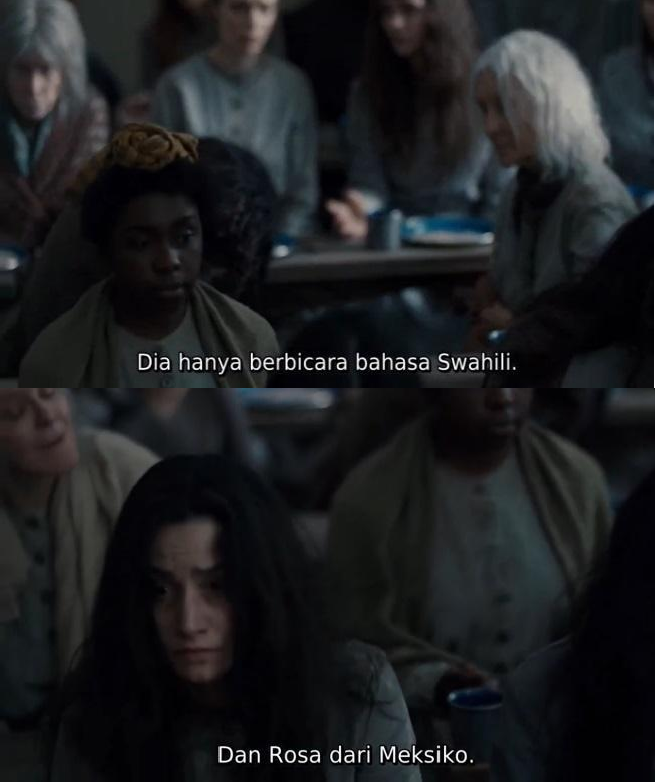 Dia hanya berbicara bahasa Swahili.
Dan Rosa dari Meksiko.